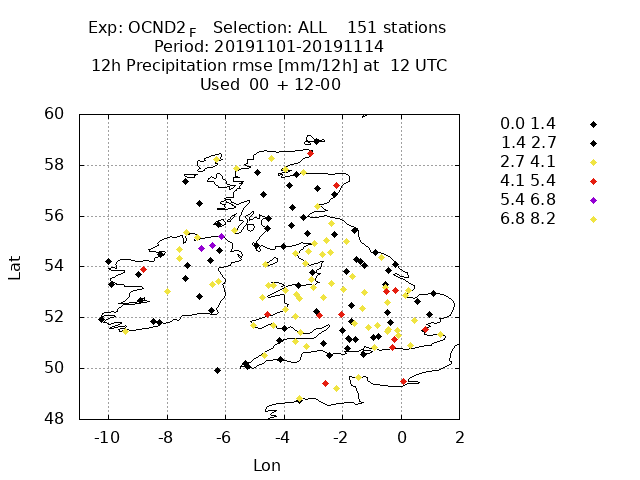 Exp: OCND2 F Selection: ALL 151 stations
Period: 20191101-20191114
12h Precipitation rmse [mm/12h] at 12 UTC
Used 00 + 12-00
60
58
56
54
52
50
48
Lat
-10 -8 -6 -4 -2 0 2
Lon
0.0 1.4
1.4 2.7
2.7 4.1
4.1 5.4
5.4 6.8
6.8 8.2